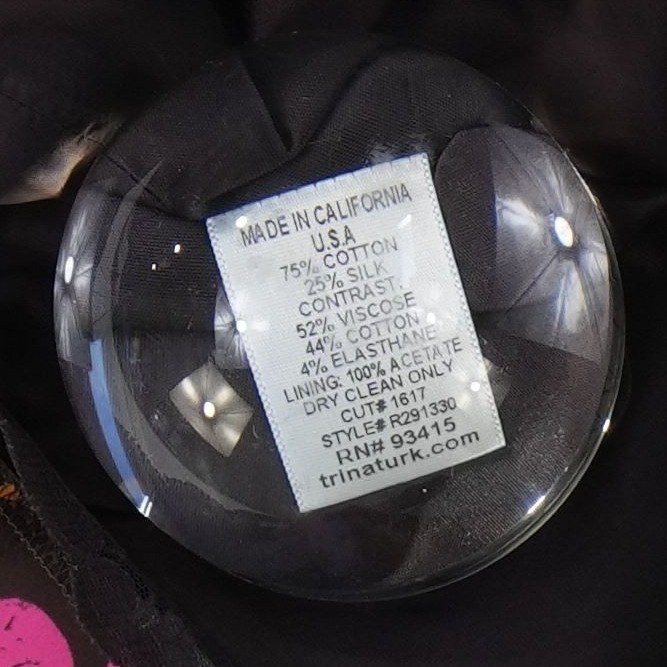 MADE IN CALIFORNIA
U.S.A
75% COTTON
25% SILK
CONTRAST.
52% VISCOSE
44% COTTON
4% ELASTHANE
LINING: 100% ACETATE
DRY CLEAN ONLY
CUT# 1617
STYLE# R291330
RN# 93415
trinaturk.com